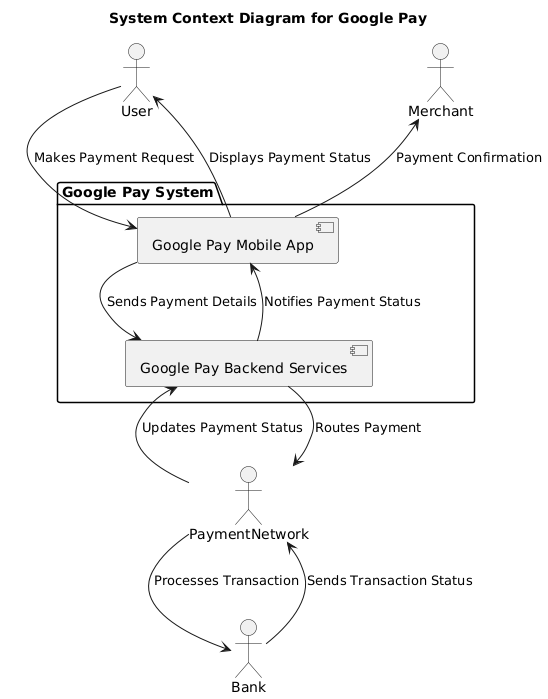 System Context Diagram for Google Pay
User
Merchant
Makes Payment Request
Displays Payment Status
Payment Confirmation
Google Pay System
Google Pay Mobile App
Sends Payment Details
Notifies Payment Status
Google Pay Backend Services
Updates Payment Status
Routes Payment
PaymentNetwork
Processes Transaction
Sends Transaction Status
Bank